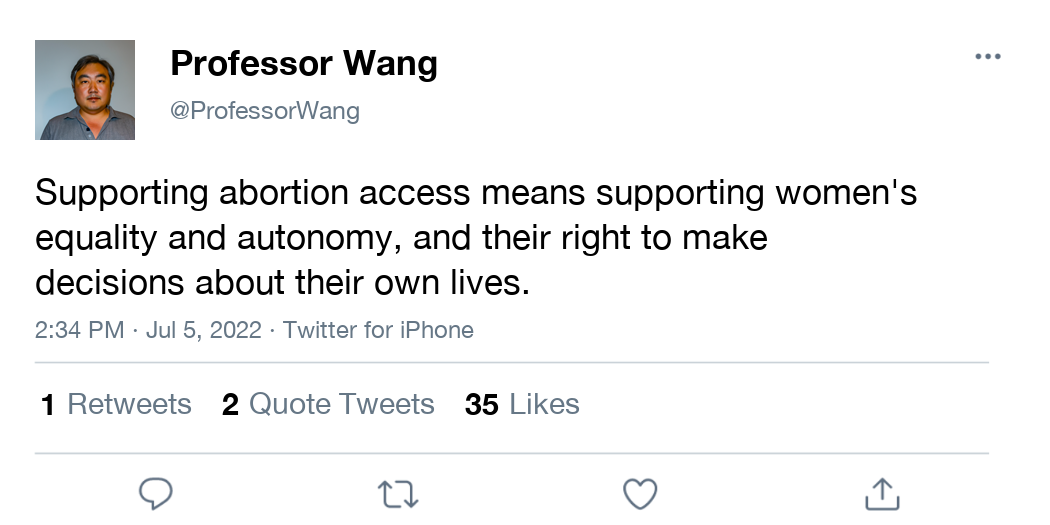 Professor Wang
@ProfessorWang
Supporting abortion access means supporting women's
equality and autonomy, and their right to make
decisions about their own lives.
2:34 PM · Jul 5, 2022 · Twitter for iPhone
1 Retweets 2 Quote Tweets 35 Likes